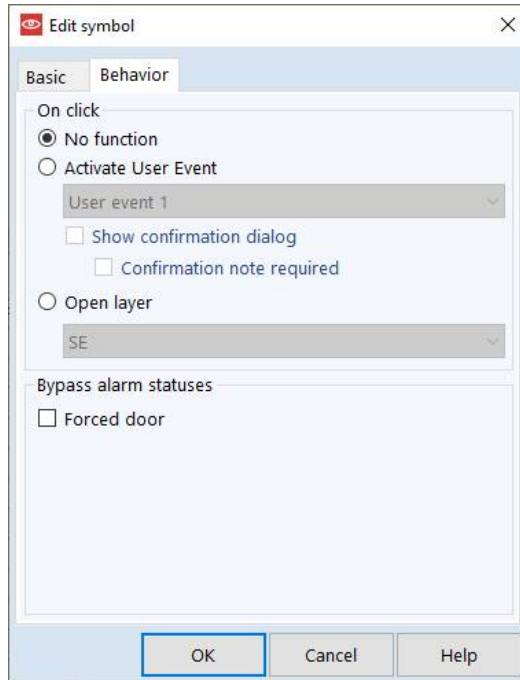 Edit symbol
Basic Behavior
On click
No function
Activate User Event
User event 1
Show confirmation dialog
Confirmation note required
Open layer
SE
Bypass alarm statuses
Forced door
OK Cancel Help